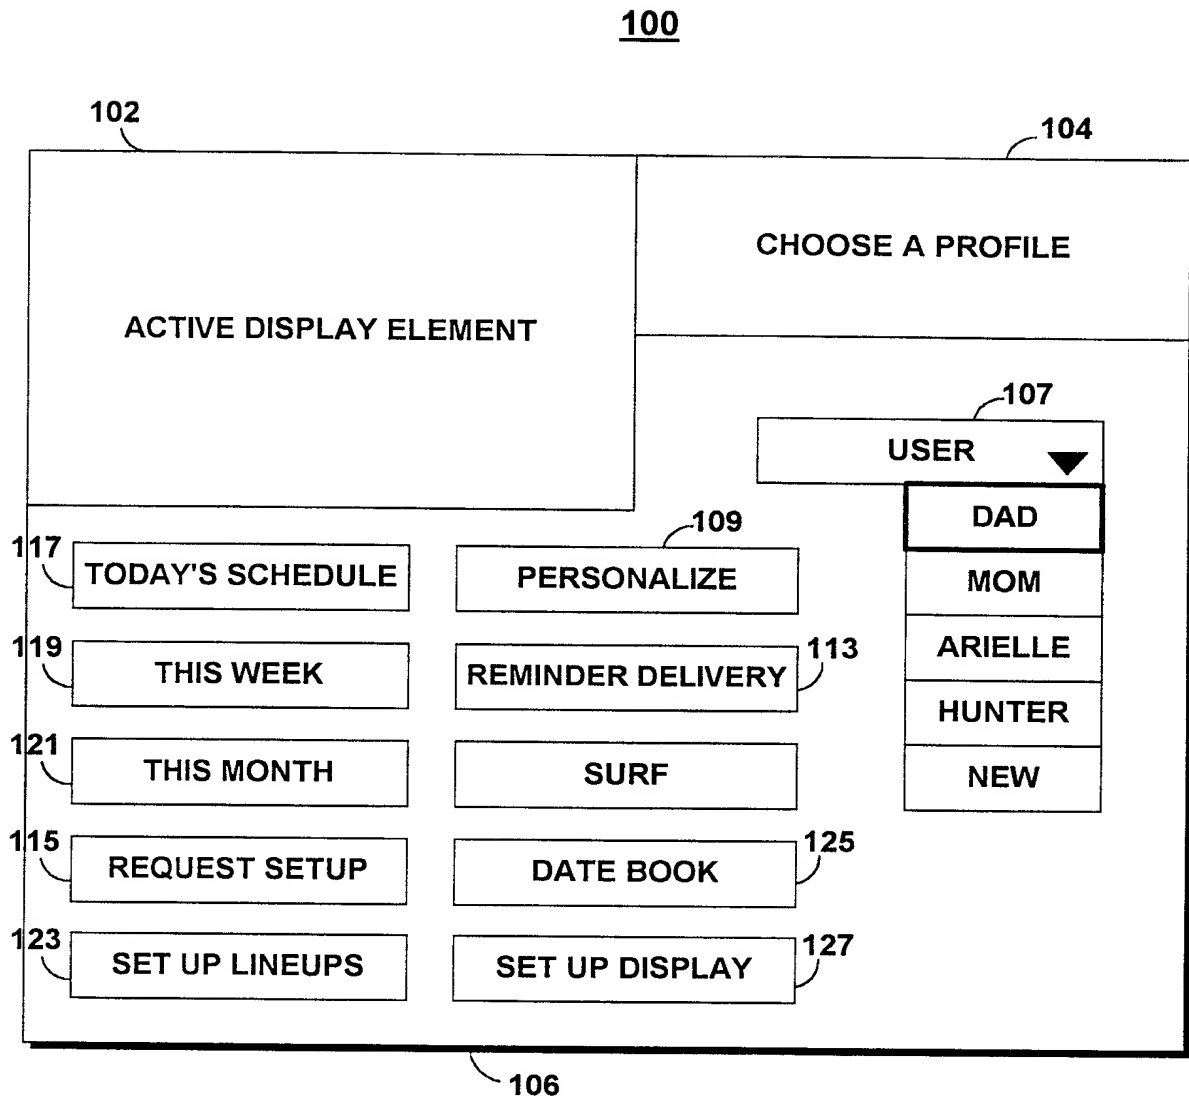 100
102
104
CHOOSE A PROFILE
ACTIVE DISPLAY ELEMENT
107
USER
DAD
MOM
ARIELLE
HUNTER
NEW
117
TODAY'S SCHEDULE
109
PERSONALIZE
119
THIS WEEK
REMINDER DELIVERY
113
121
THIS MONTH
SURF
115
REQUEST SETUP
DATE BOOK
125
123
SET UP LINEUPS
SET UP DISPLAY
127
106